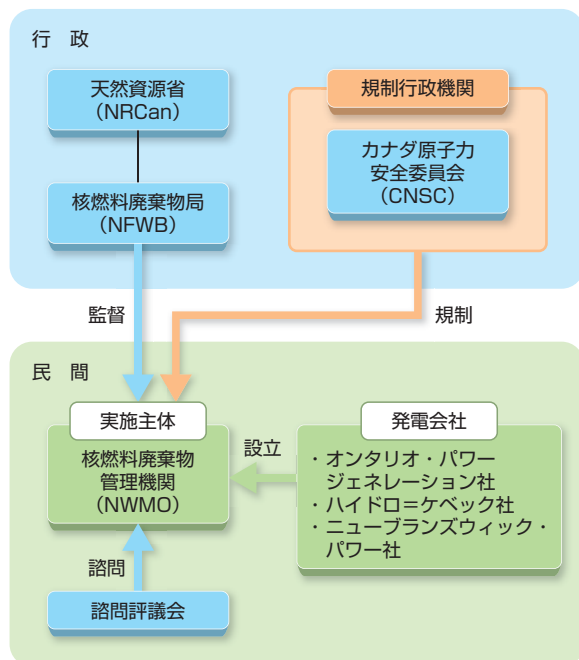 行　政
天然資源省
（NRCan）
核燃料廃棄物局
（NFWB）
規制行政機関
カナダ原子力
安全委員会
（CNSC）
監督
規制
民　間
実施主体
核燃料廃棄物
管理機関
（NWMO）
設立
発電会社
・オンタリオ・パワー
ジェネレーション社
・ハイドロ＝ケベック社
・ニューブランズウィック・
パワー社
諮問
諮問評議会